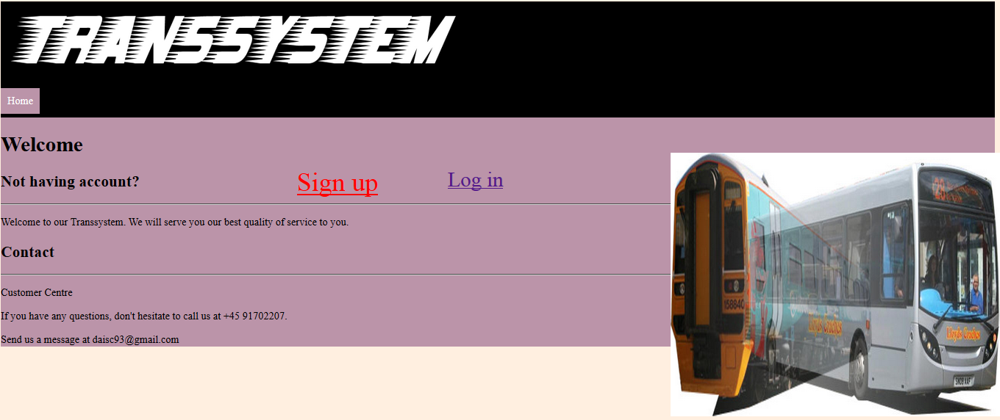 TRANSSYSTEM
Home
Welcome
Not having account? Sign up Log in
Welcome to our Transsystem. We will serve you our best quality of service to you.
Contact
Customer Centre
If you have any questions, don't hesitate to call us at +45 91702207.
Send us a message at daisc93@gmail.com
28
158840
Lloyds Coaches
Lloyds Coaches